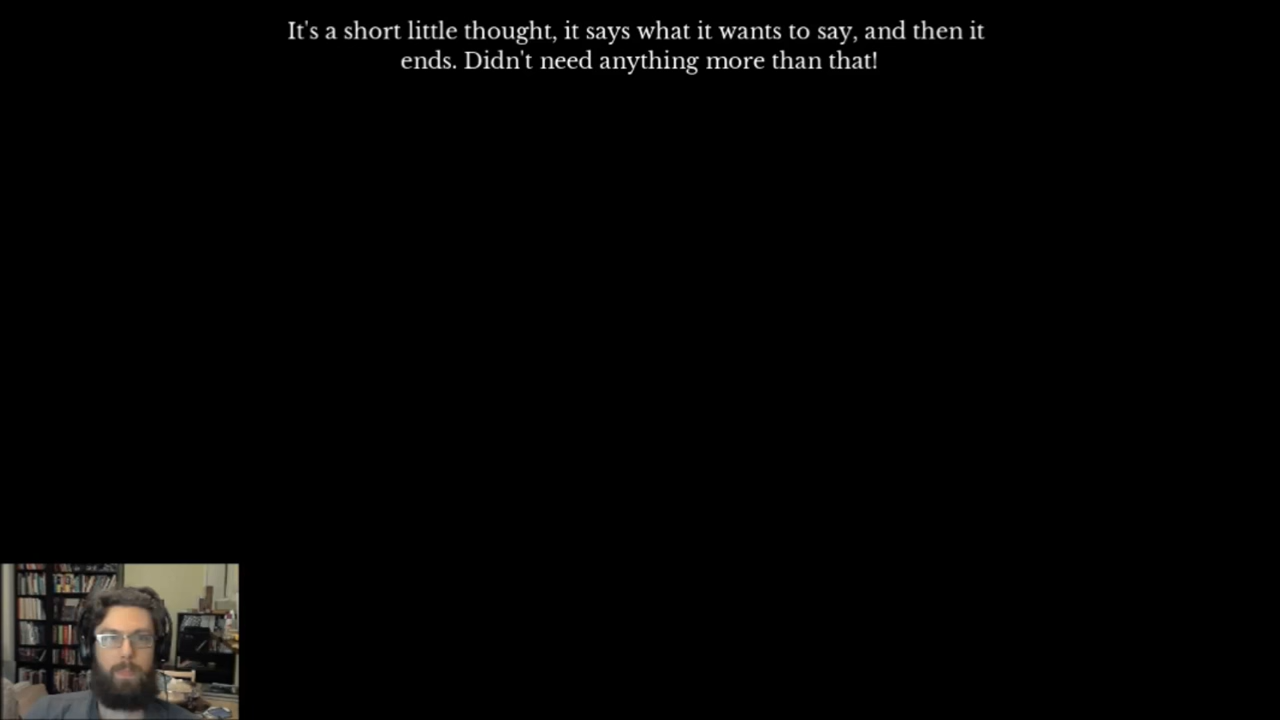 It's a short little thought, it says what it wants to say, and then it
ends. Didn't need anything more than that!